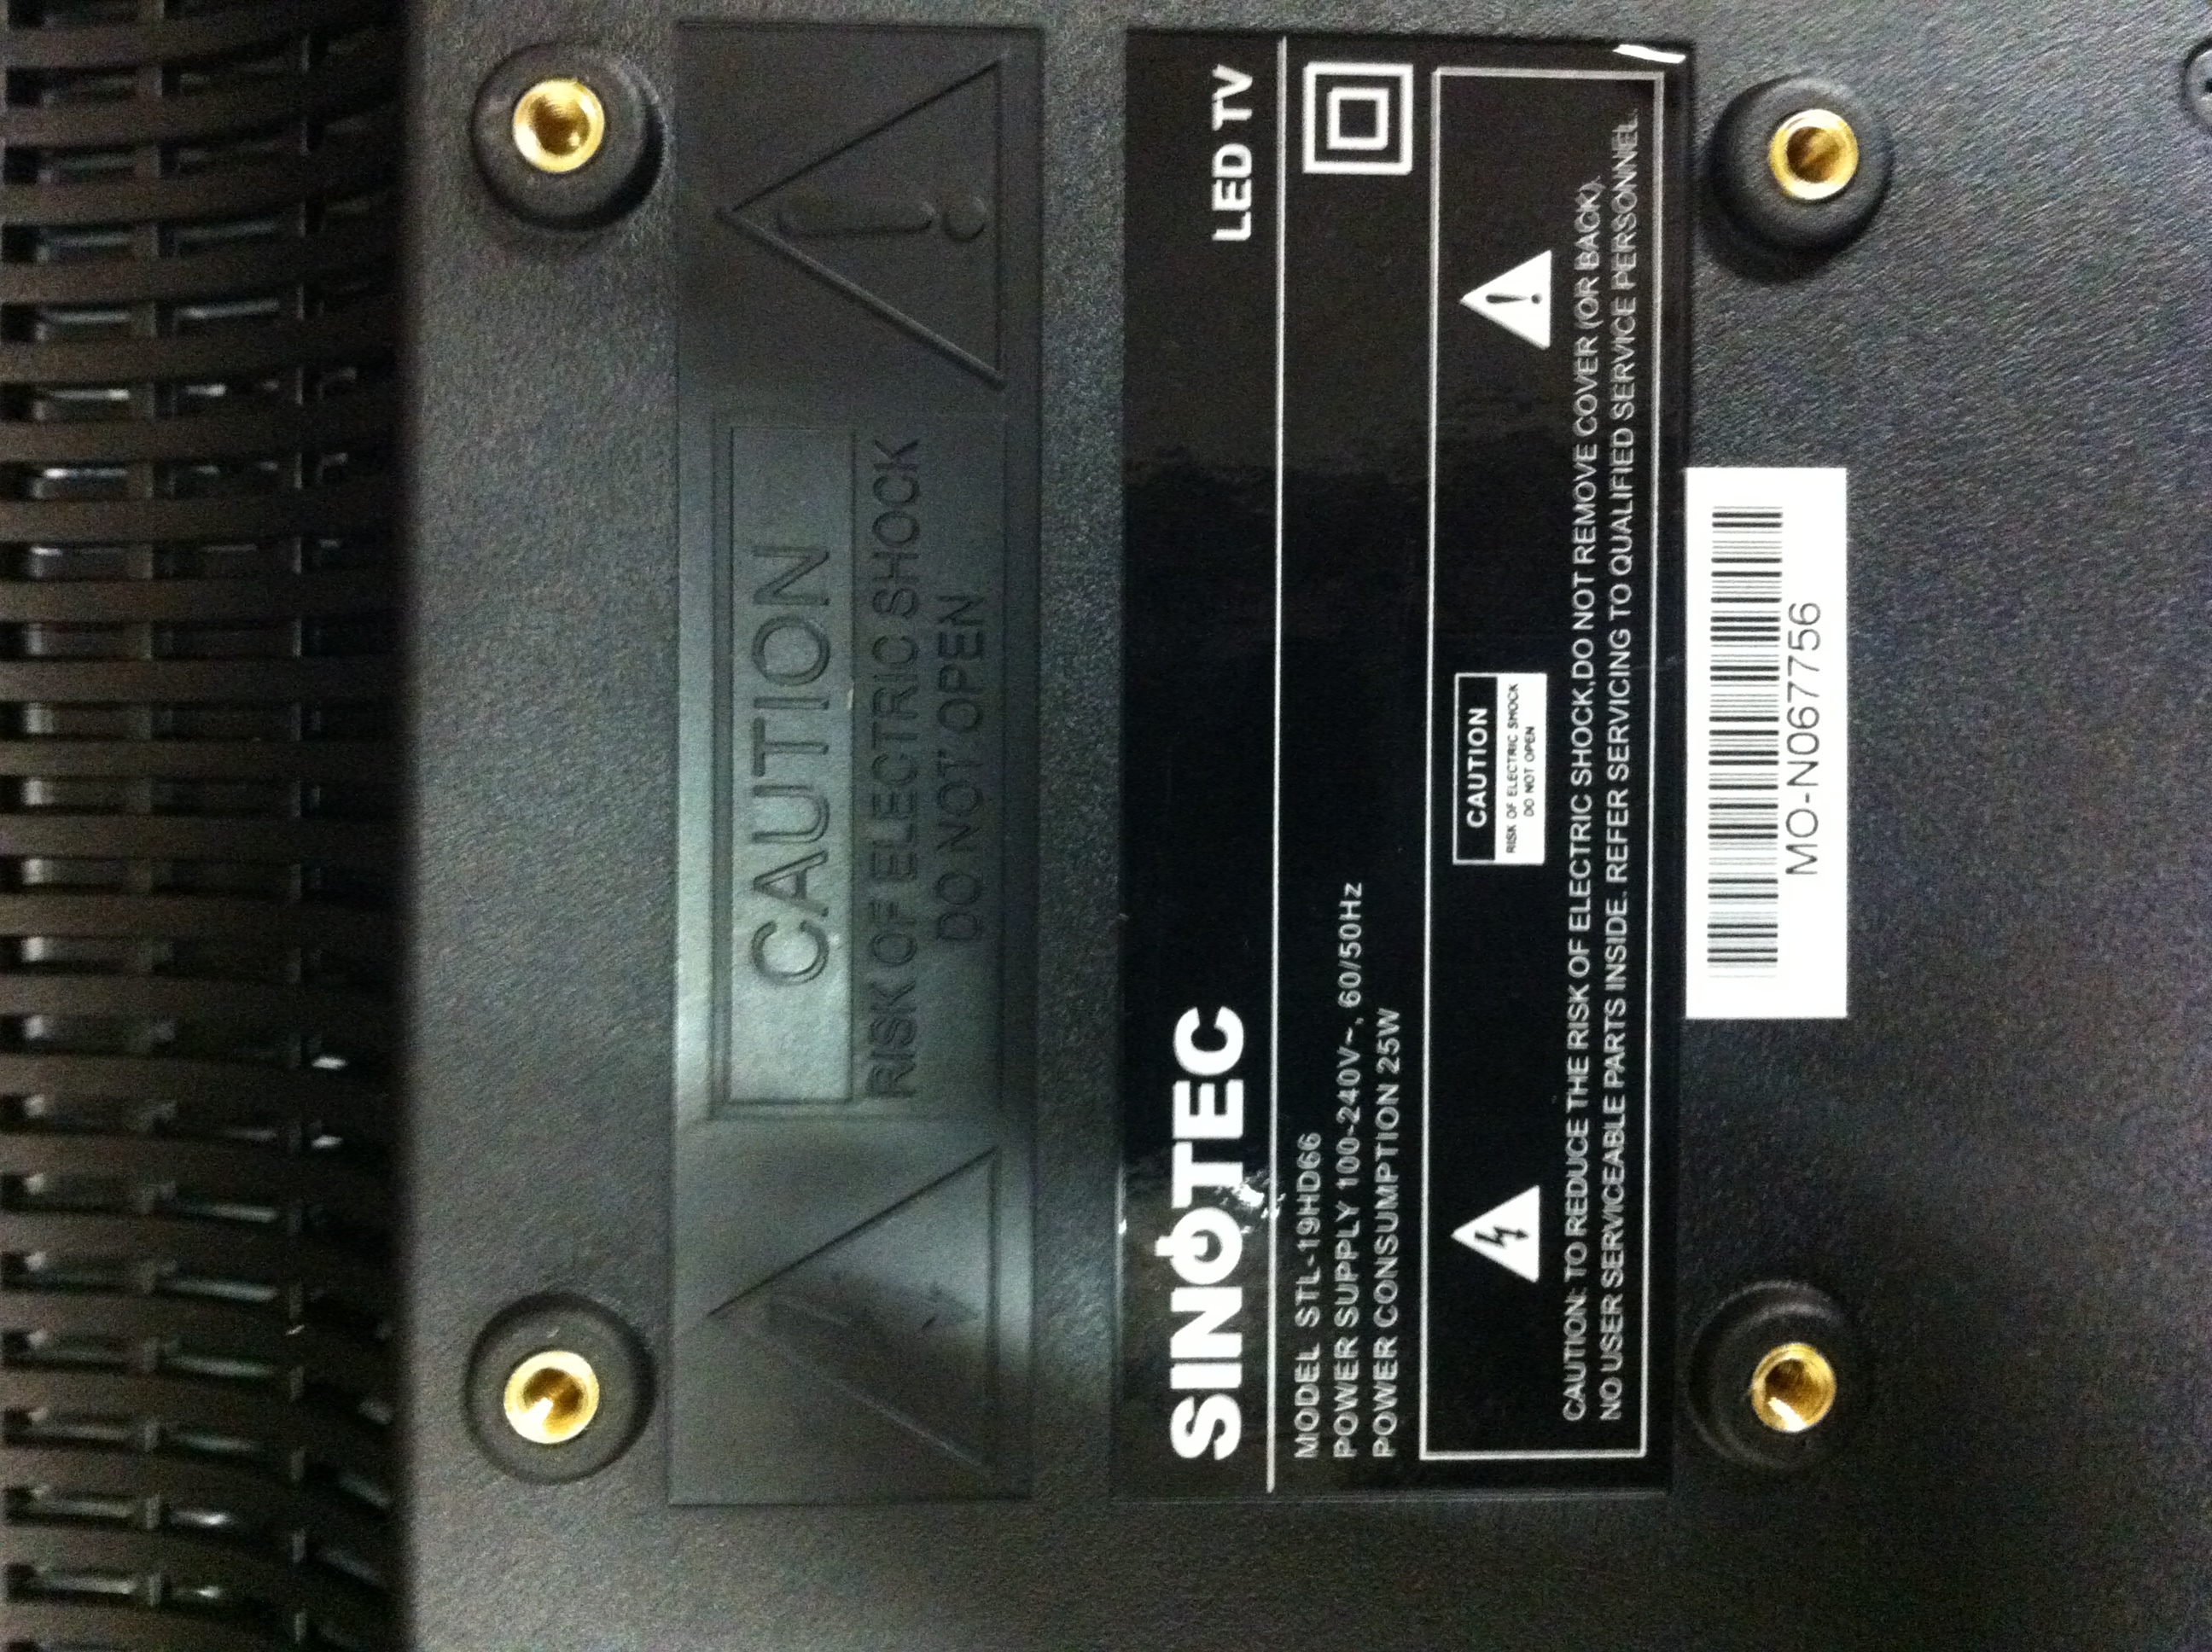 CAUTION
RISK OF ELECTRIC SHOCK
DO NOT OPEN
SINOTEC
LED TV
MODEL STL-19HD66
POWER SUPPLY 100-240V~, 60/50Hz
POWER CONSUMPTION 25W
CAUTION
RISK OF ELECTRIC SHOCK
DO NOT OPEN
CAUTION: TO REDUCE THE RISK OF ELECTRIC SHOCK,DO NOT REMOVE COVER (OR BACK).
NO USER SERVICEABLE PARTS INSIDE. REFER SERVICING TO QUALIFIED SERVICE PERSONNEL.
MO-N067756